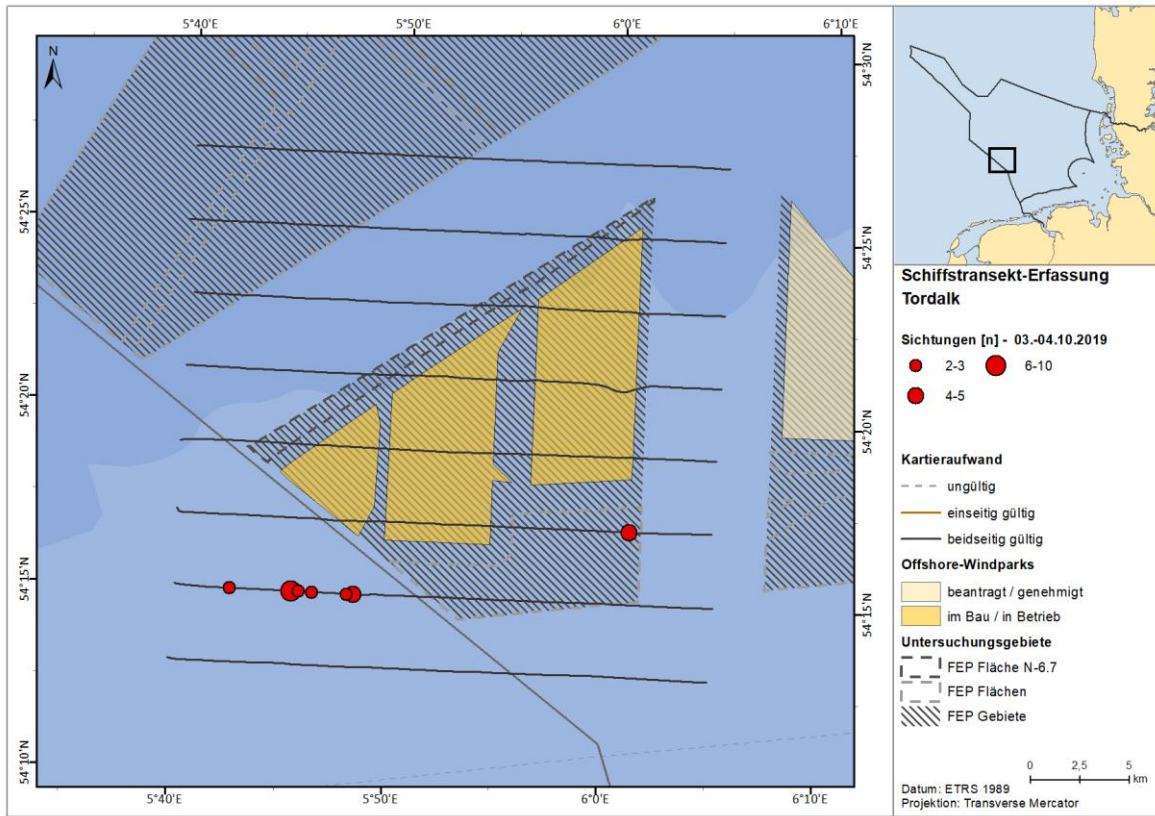 5°40'E 5°50'E 6°0'E 6°10'E
N
54°30'N
54°25'N
54°25'N
54°20'N
54°20'N
54°15'N
54°15'N
54°10'N
5°40'E 5°50'E 6°0'E 6°10'E
Schiffstransekt-Erfassung
Tordalk
Sichtungen [n] - 03.-04.10.2019
2-3 6-10
4-5
Kartieraufwand
ungültig
einseitig gültig
beidseitig gültig
Offshore-Windparks
beantragt / genehmigt
im Bau / in Betrieb
Untersuchungsgebiete
FEP Fläche N-6.7
FEP Flächen
FEP Gebiete
0 2,5 5
km
Datum: ETRS 1989
Projektion: Transverse Mercator